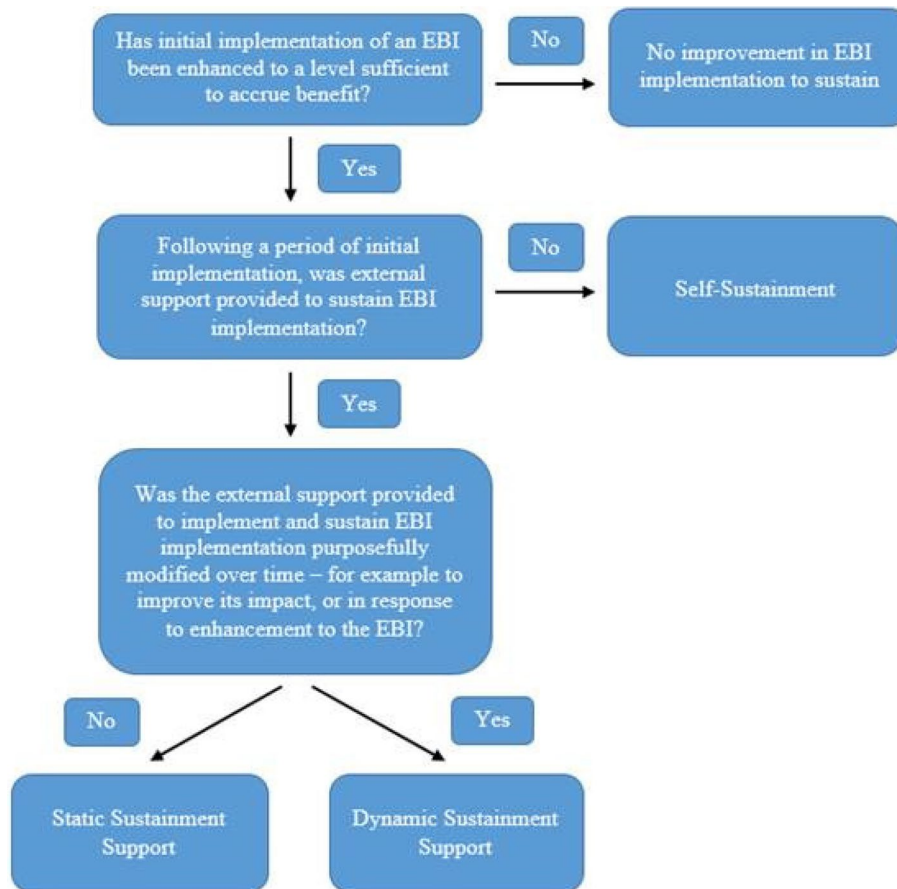 Has initial implementation of an EBI
been enhanced to a level sufficient
to accrue benefit?
No
No improvement in EBI
implementation to sustain
Yes
Following a period of initial
implementation, was external
support provided to sustain EBI
implementation?
No
Self-Sustainment
Yes
Was the external support provided
to implement and sustain EBI
implementation purposefully
modified over time – for example to
improve its impact, or in response
to enhancement to the EBI?
No
Yes
Static Sustainment
Support
Dynamic Sustainment
Support